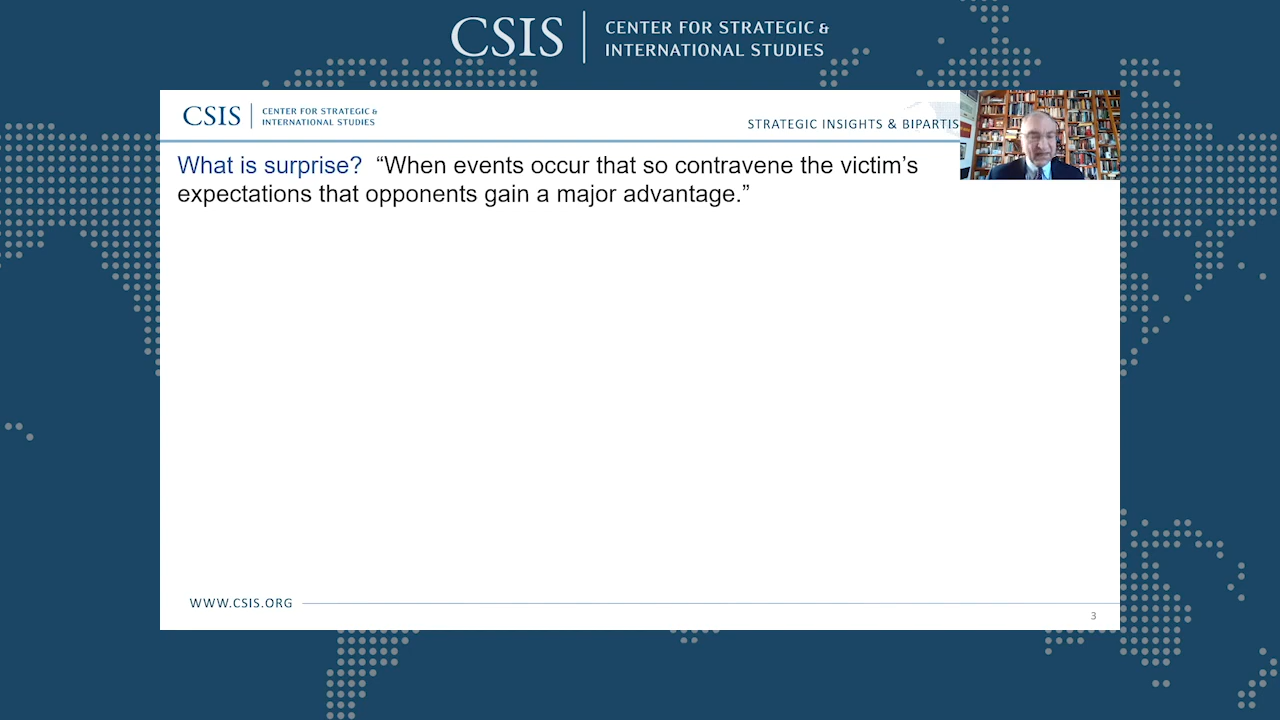 CSIS
CENTER FOR STRATEGIC &
INTERNATIONAL STUDIES
CSIS
CENTER FOR STRATEGIC &
INTERNATIONAL STUDIES
STRATEGIC INSIGHTS & BIPARTIS
What is surprise? “When events occur that so contravene the victim’s
expectations that opponents gain a major advantage.”
WWW.CSIS.ORG
3